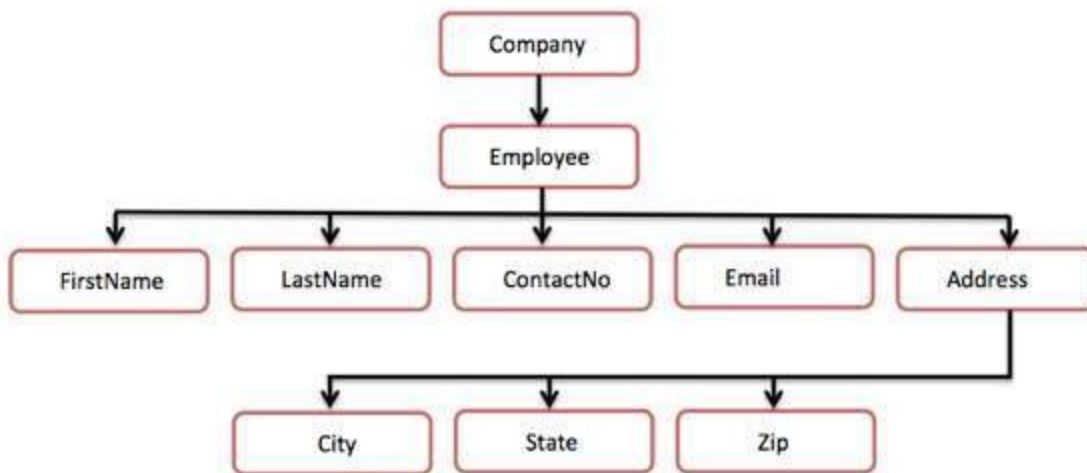 Company
Employee
FirstName
LastName
ContactNo
Email
Address
City
State
Zip